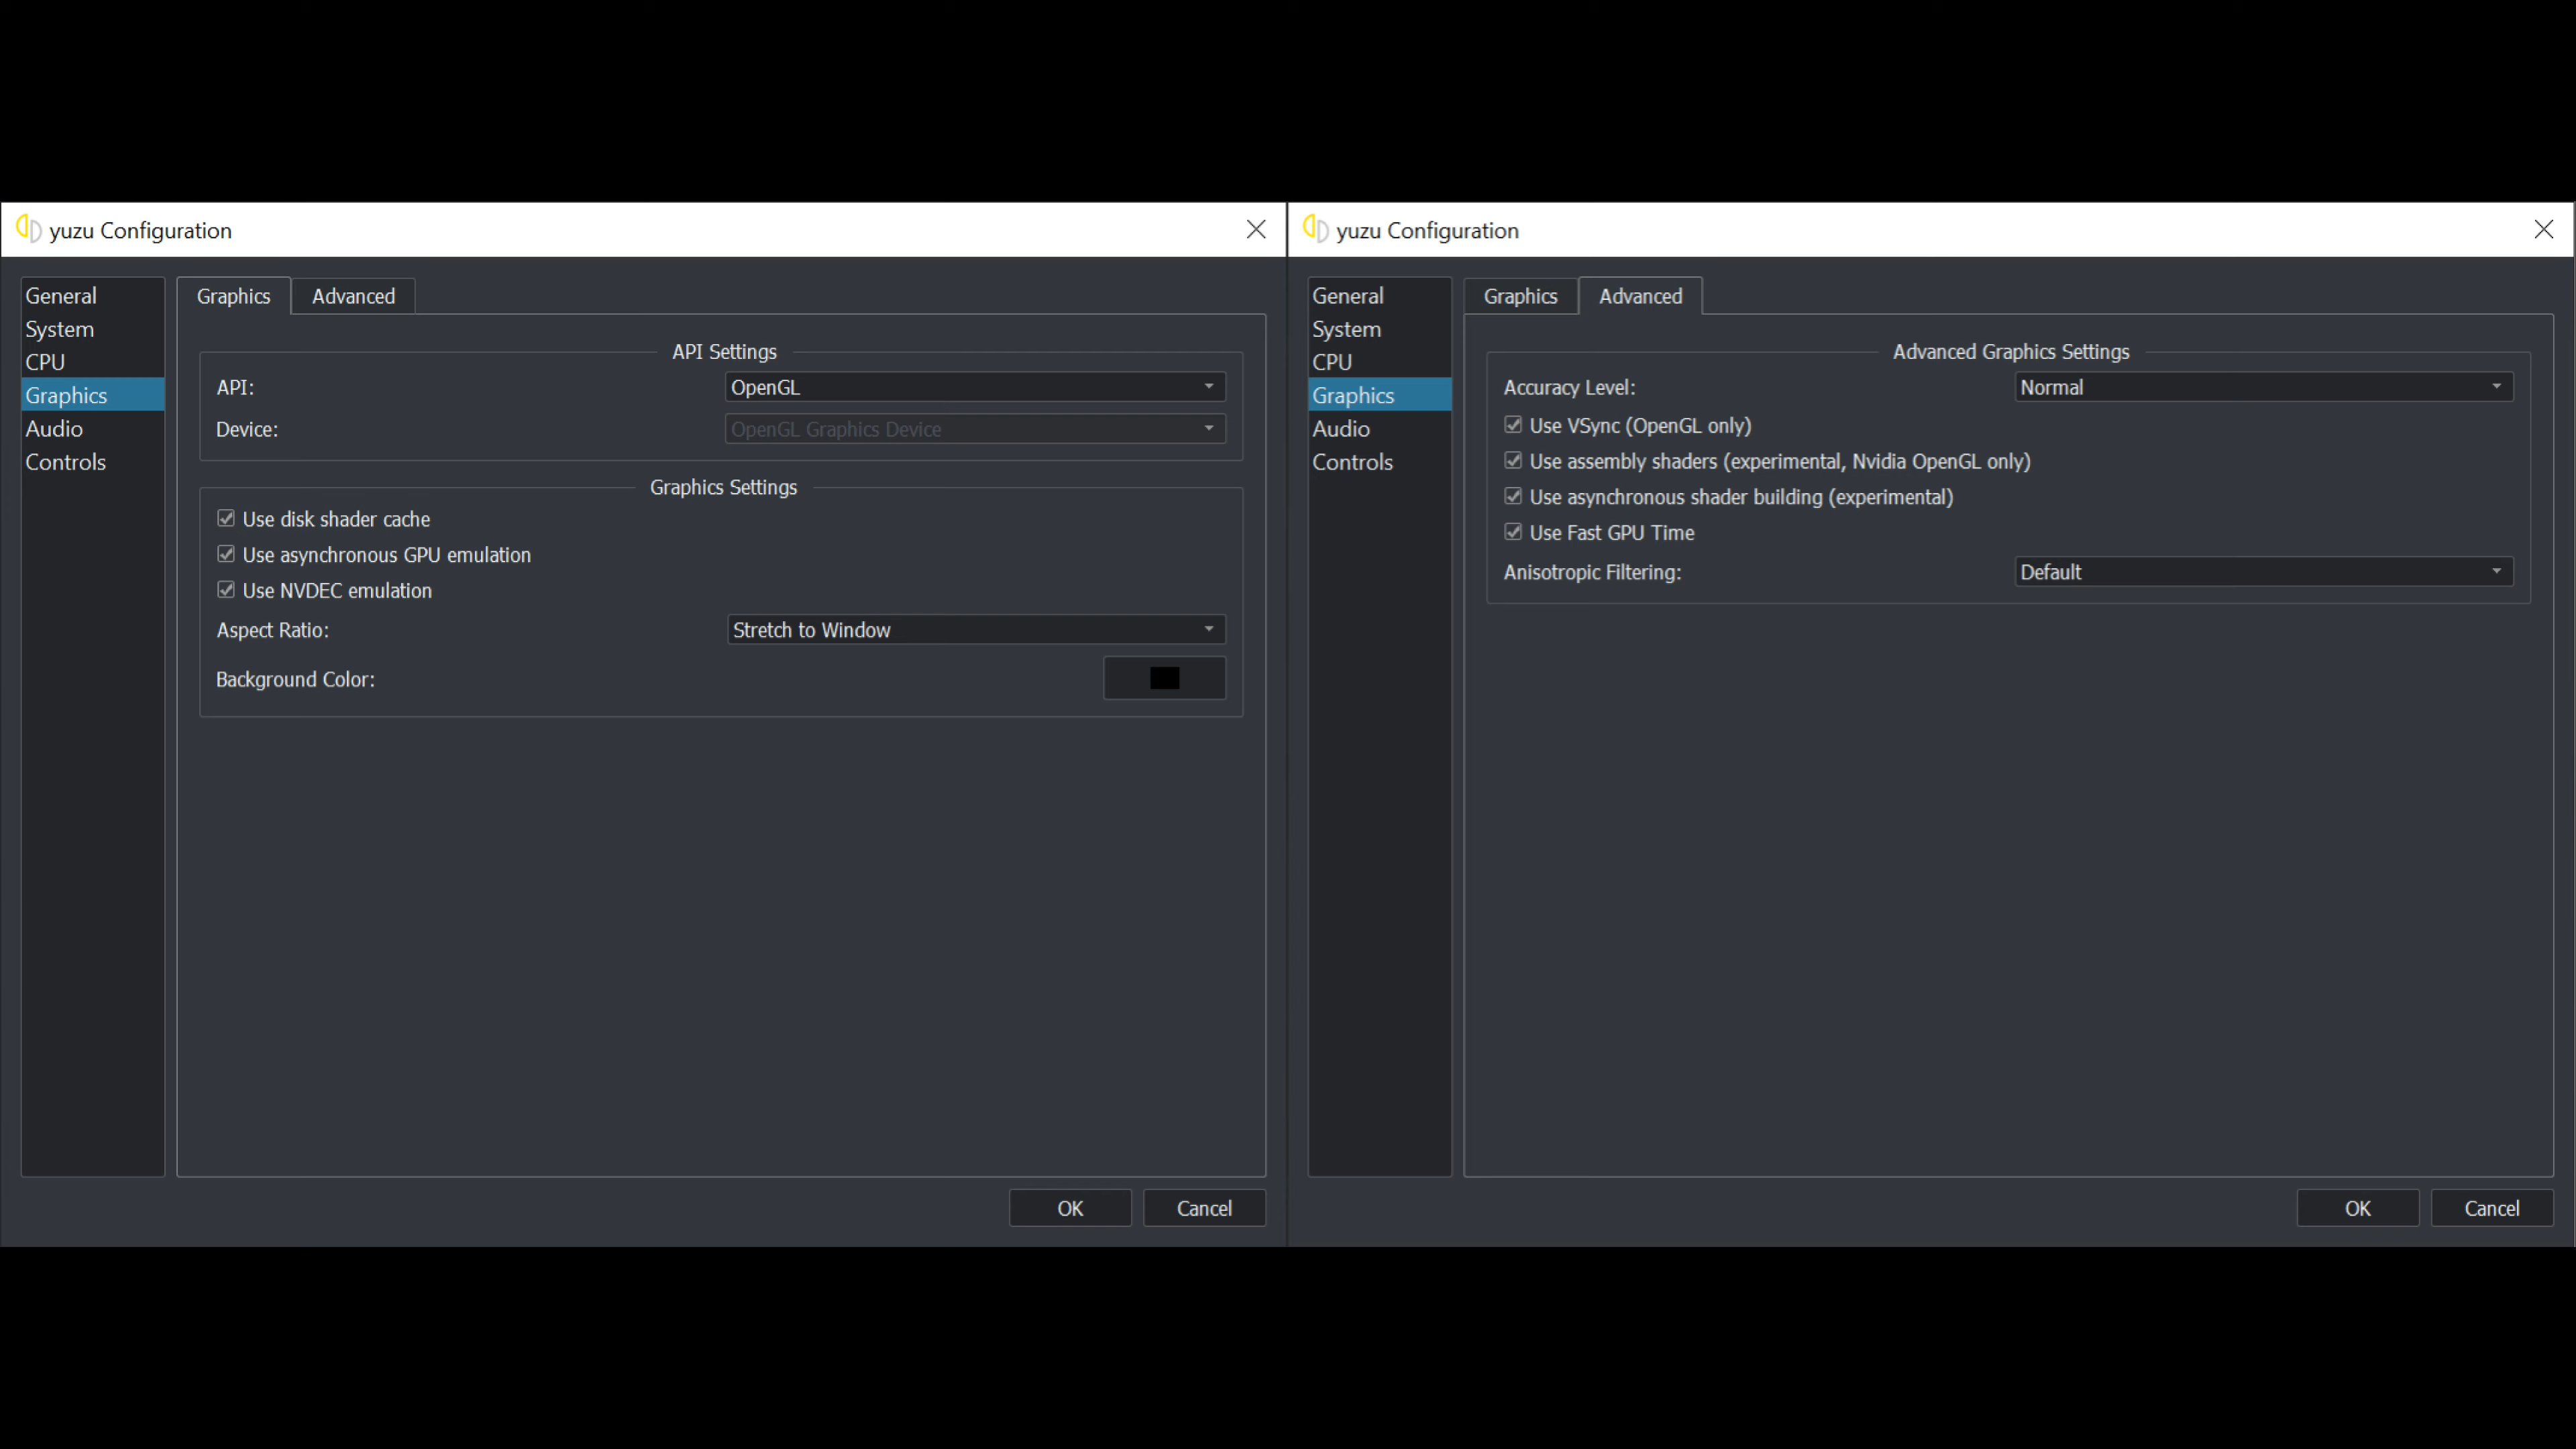 yuzu Configuration
General
System
CPU
Graphics
Audio
Controls
Graphics
Advanced
API Settings
API:
OpenGL
Device:
OpenGL Graphics Device
Graphics Settings
Use disk shader cache
Use asynchronous GPU emulation
Use NVDEC emulation
Aspect Ratio:
Stretch to Window
Background Color:
OK
Cancel
yuzu Configuration
General
System
CPU
Graphics
Audio
Controls
Graphics
Advanced
Advanced Graphics Settings
Accuracy Level:
Normal
Use VSync (OpenGL only)
Use assembly shaders (experimental, Nvidia OpenGL only)
Use asynchronous shader building (experimental)
Use Fast GPU Time
Anisotropic Filtering:
Default
OK
Cancel